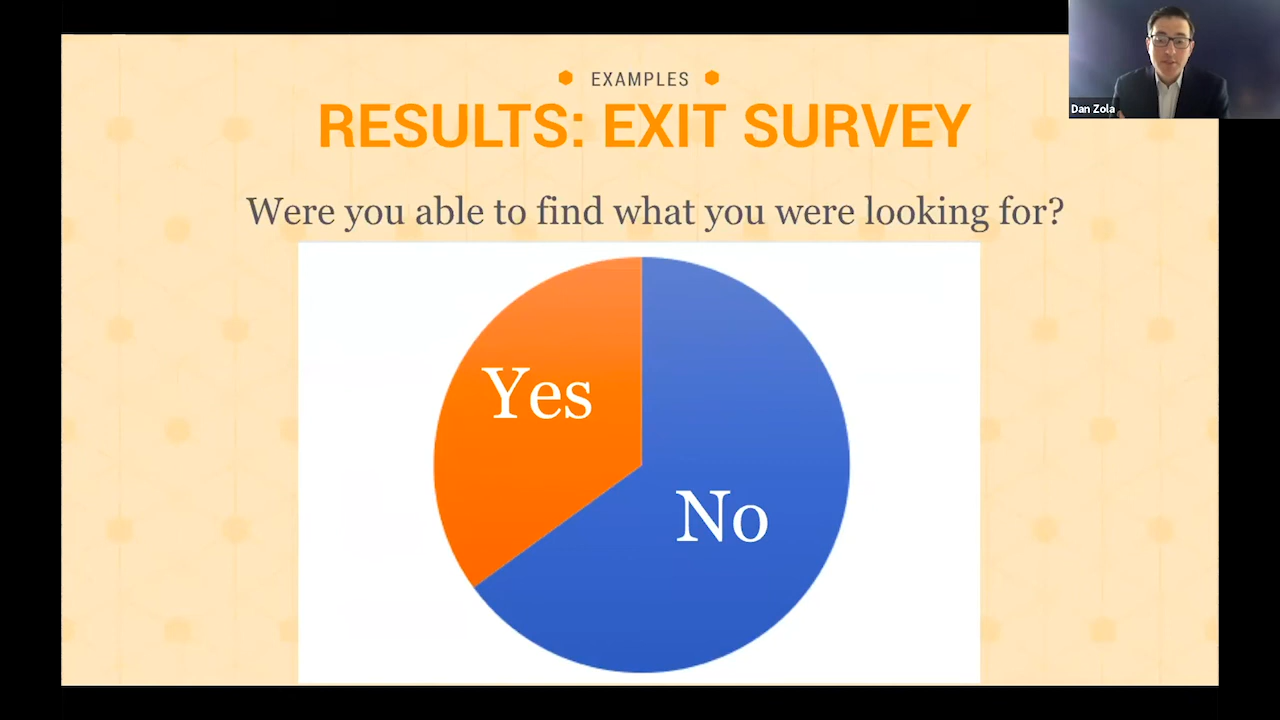 EXAMPLES
RESULTS: EXIT SURVEY
Dan Zola
Were you able to find what you were looking for?
Yes
No